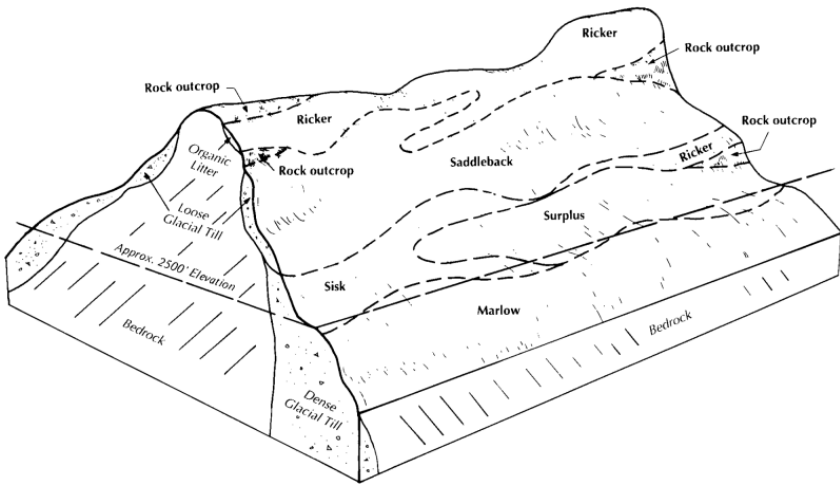 Ricker
Rock outcrop
Rock outcrop
Ricker
Rock outcrop
Organic
Litter
Rock outcrop
Saddleback
Ricker
Loose
Glacial Till
Surplus
Approx. 2500' Elevation
Sisk
Marlow
Bedrock
Bedrock
Dense
Glacial Till